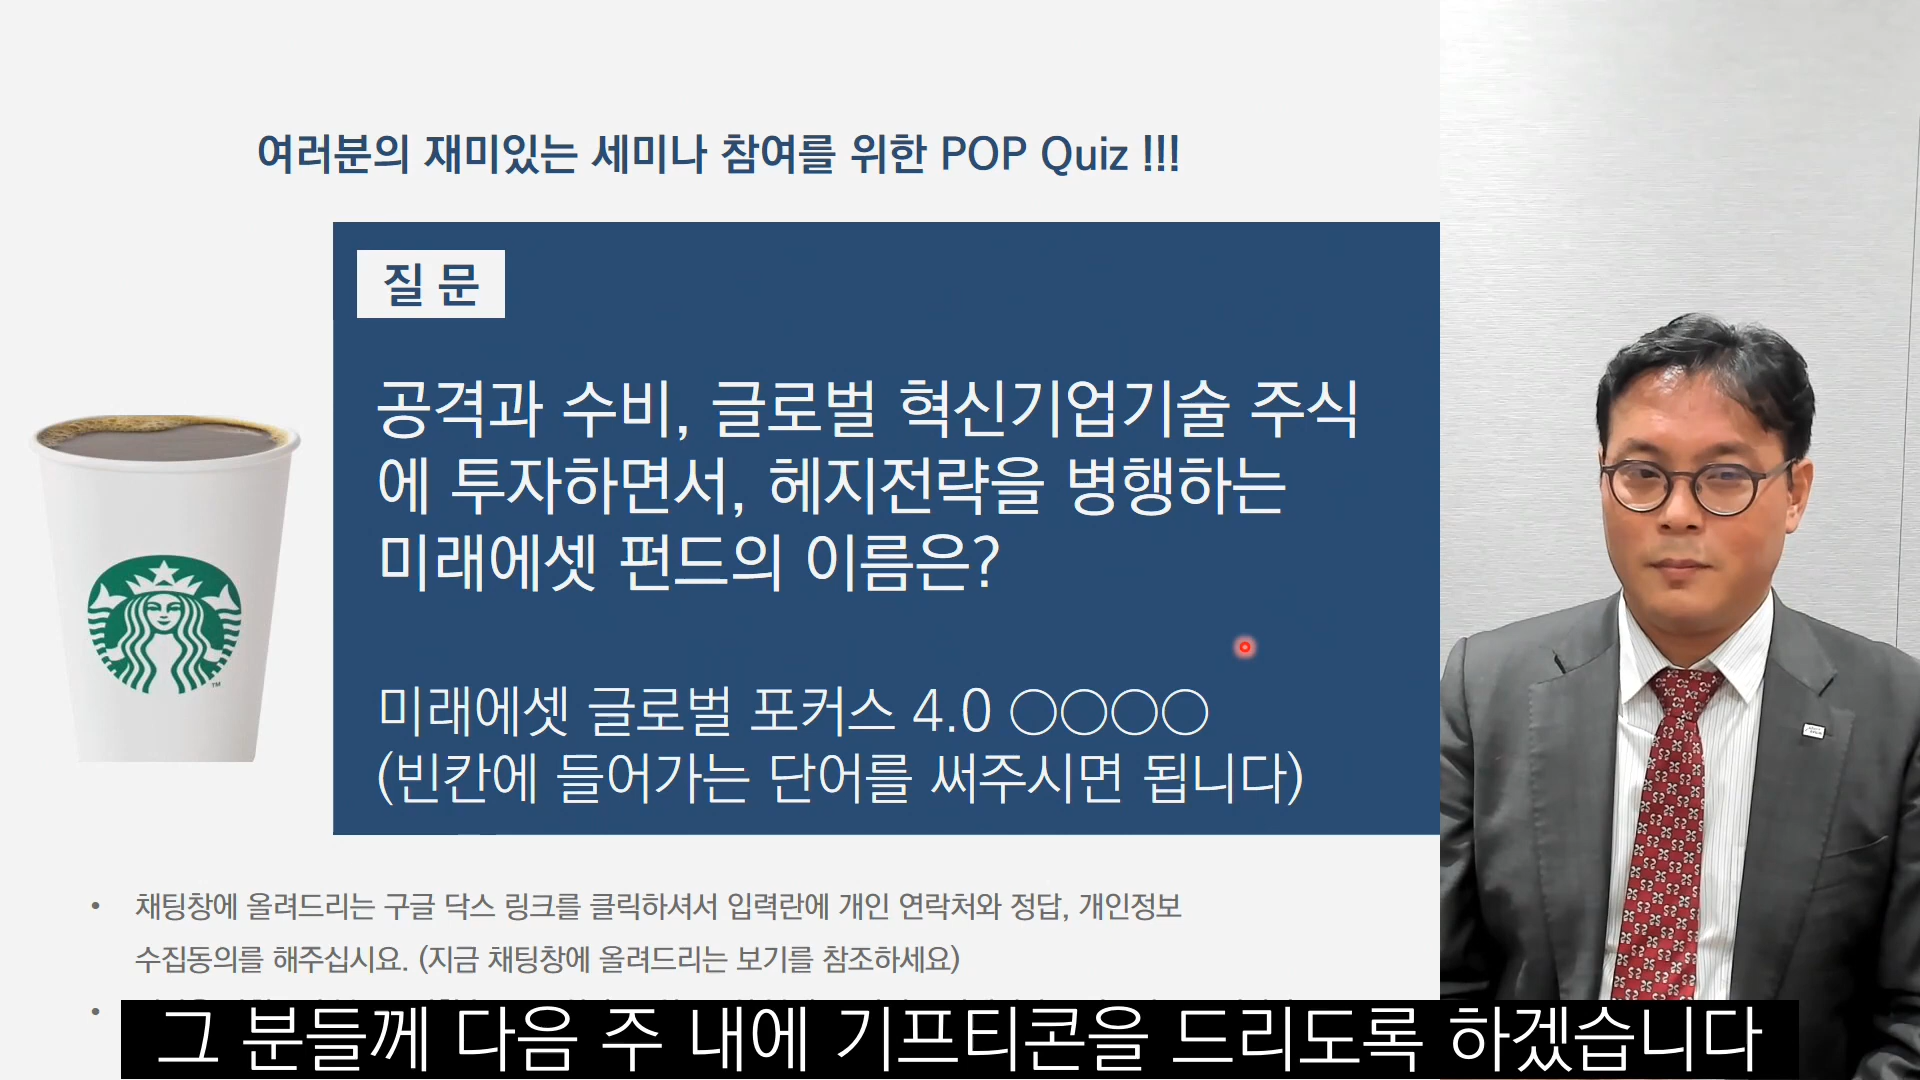 여러분의 재미있는 세미나 참여를 위한 POP Quiz !!!
질 문
공격과 수비, 글로벌 혁신기업기술 주식
에 투자하면서, 헤지전략을 병행하는
미래에셋 펀드의 이름은?
미래에셋 글로벌 포커스 4.0 ○○○○
(빈칸에 들어가는 단어를 써주시면 됩니다)
• 채팅창에 올려드리는 구글 닥스 링크를 클릭하셔서 입력란에 개인 연락처와 정답, 개인정보
수집동의를 해주십시요. (지금 채팅창에 올려드리는 보기를 참조하세요)
그 분들께 다음 주 내에 기프티콘을 드리도록 하겠습니다